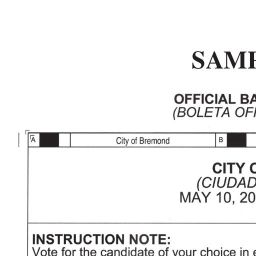 SAMP
OFFICIAL BA
(BOLETA OFI
A City of Bremond B
CITY O
(CIUDAD
MAY 10, 20
INSTRUCTION NOTE:
Vote for the candidate of your choice in e